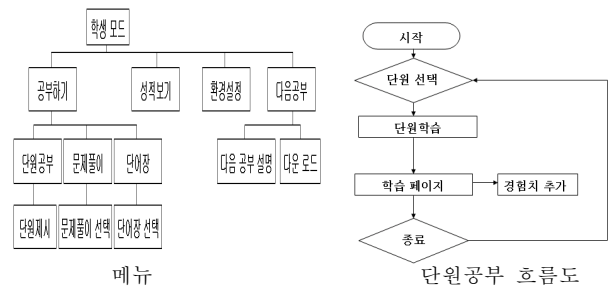 학생 모드
공부하기
성적보기
환경설정
다음공부
단원공부
문제풀이
단어장
다음 공부 설명
다운 로드
단원제시
문제풀이 선택
단어장 선택
메뉴
시작
단원 선택
단원학습
학습 페이지
경험치 추가
종료
단원공부 흐름도